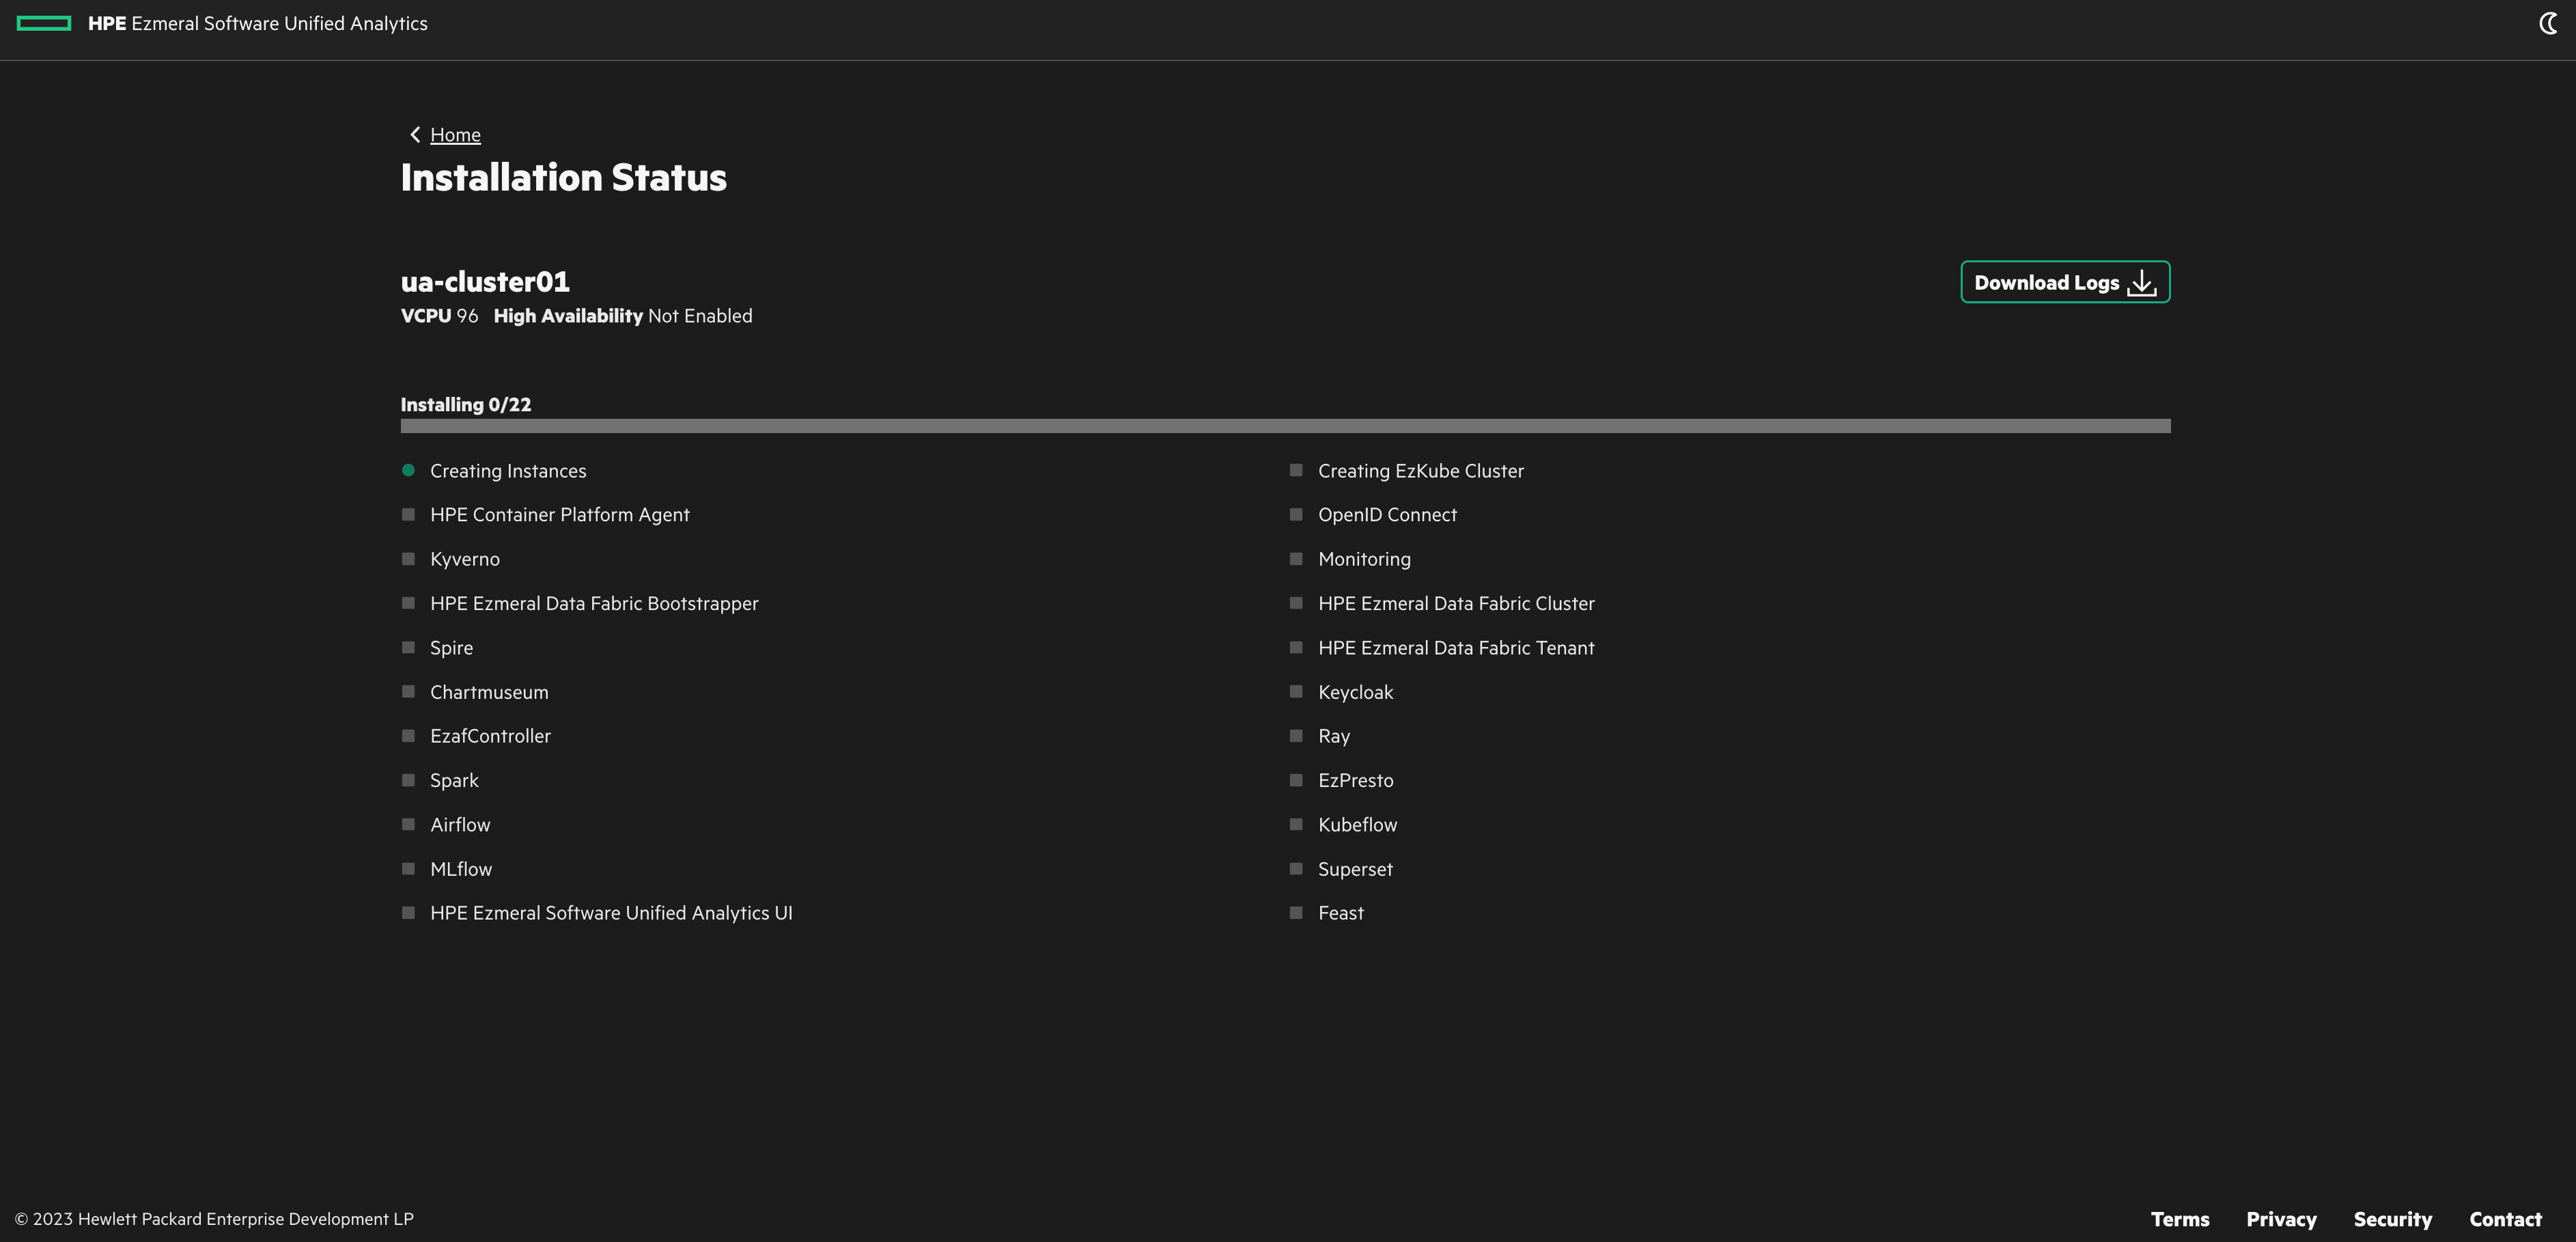 HPE Ezmeral Software Unified Analytics
Home
Installation Status
ua-cluster01
VCPU 96 High Availability Not Enabled
Download Logs
Installing 0/22
Creating Instances
Creating EzKube Cluster
HPE Container Platform Agent
OpenID Connect
Kyverno
Monitoring
HPE Ezmeral Data Fabric Bootstrapper
HPE Ezmeral Data Fabric Cluster
Spire
HPE Ezmeral Data Fabric Tenant
Chartmuseum
Keycloak
EzafController
Ray
Spark
EzPresto
Airflow
Kubeflow
MLflow
Superset
HPE Ezmeral Software Unified Analytics UI
Feast
© 2023 Hewlett Packard Enterprise Development LP
Terms Privacy Security Contact